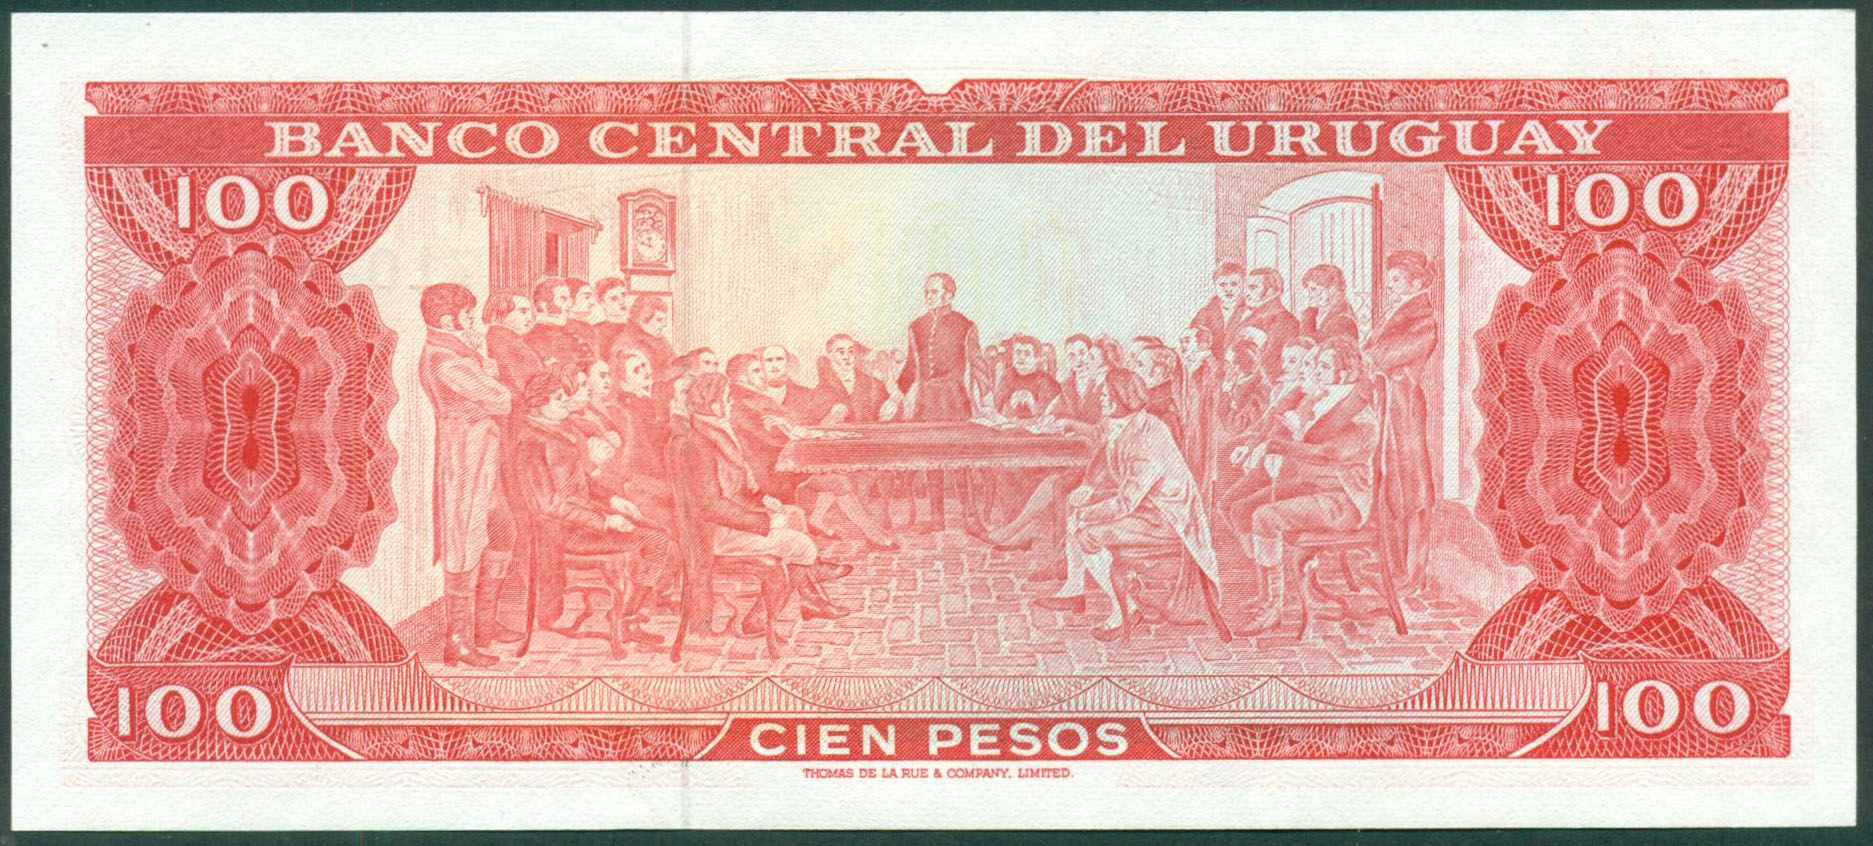 BANCO CENTRAL DEL URUGUAY
100 100
100 100
CIEN PESOS
THOMAS DE LA RUE & COMPANY, LIMITED.